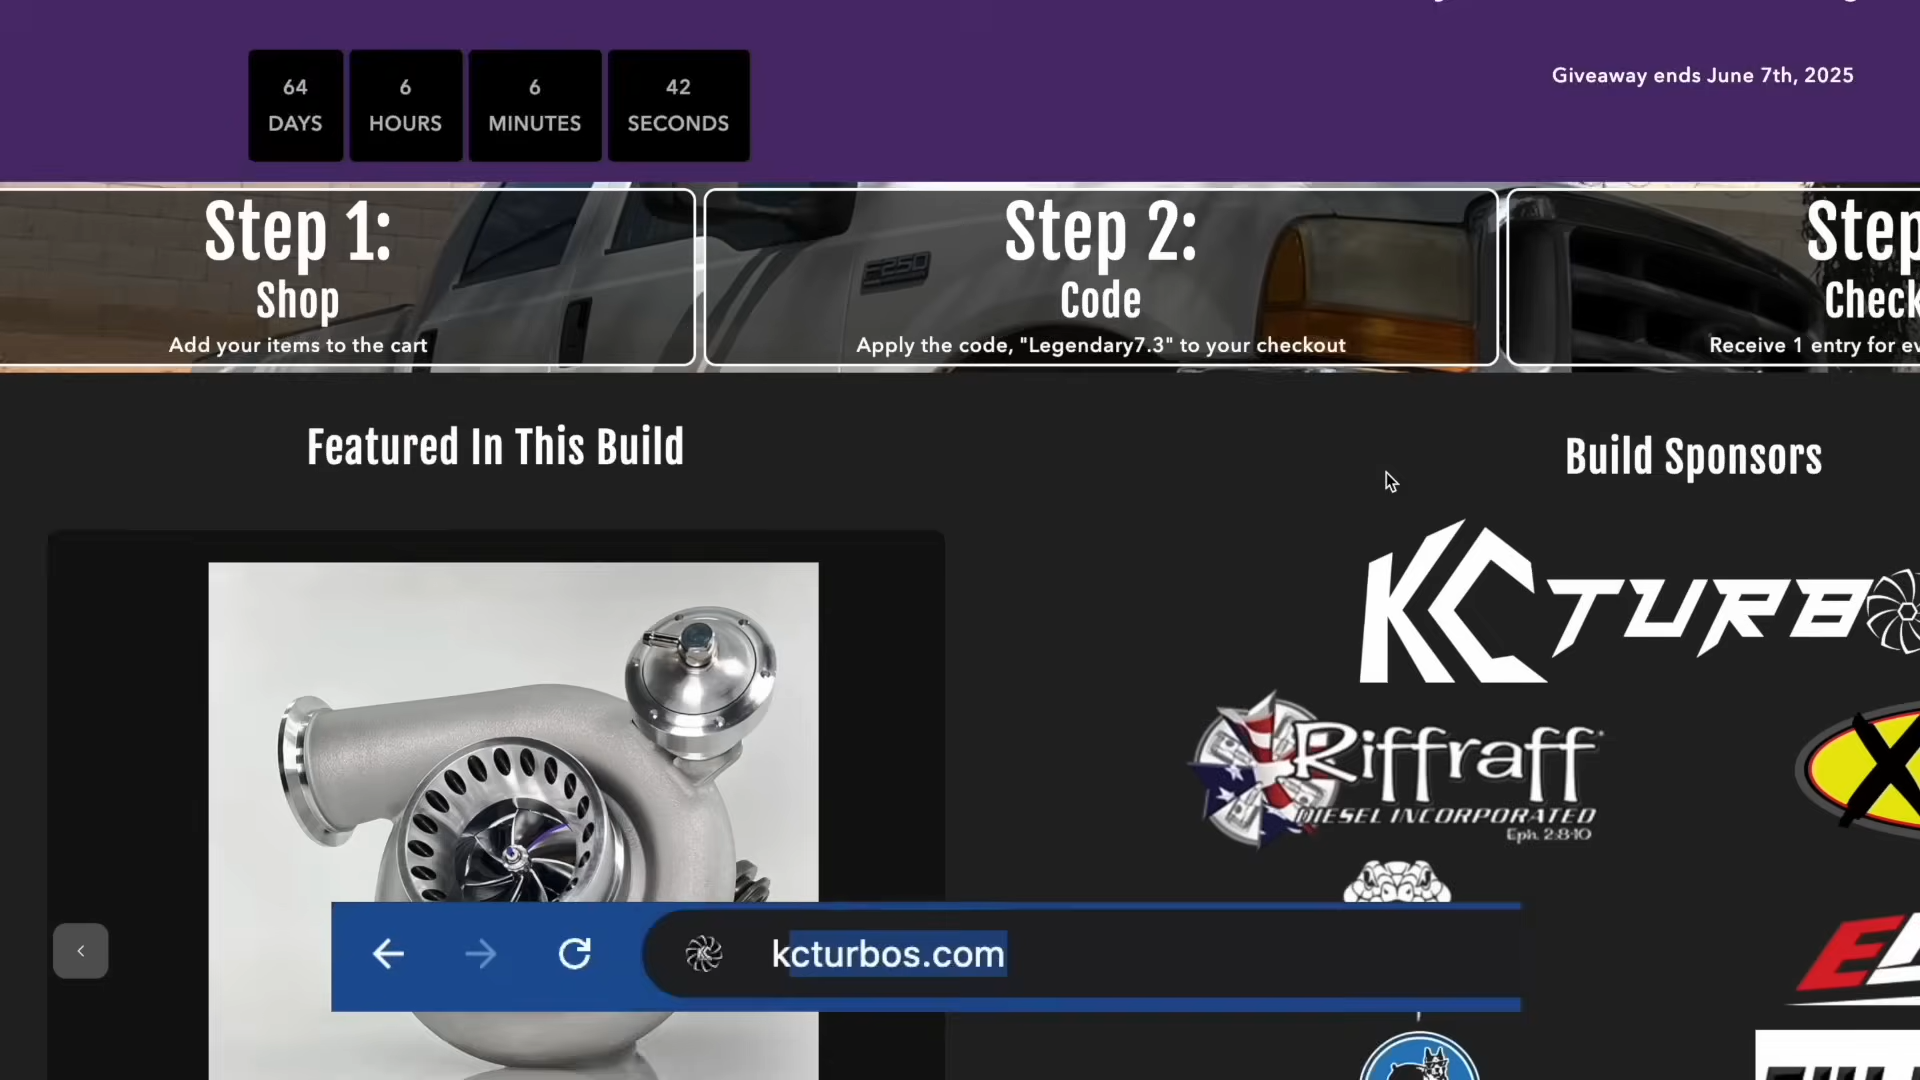 64
DAYS
6
HOURS
6
MINUTES
42
SECONDS
Giveaway ends June 7th, 2025
Step 1:
Shop
Add your items to the cart
Step 2:
Code
Apply the code, "Legendary7.3" to your checkout
Step
Check
Receive 1 entry for ev
F250
Featured In This Build
Build Sponsors
KC TURBO
Riffraff
DIESEL INCORPORATED
Eph. 2:8-10
X
kcturbos.com